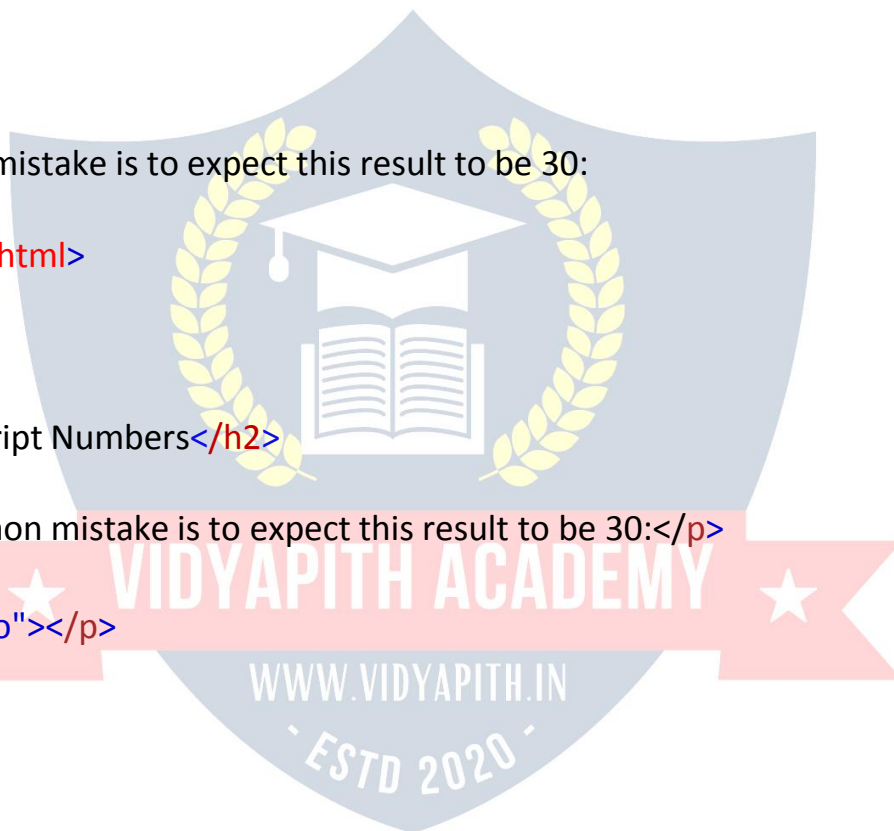 mistake is to expect this result to be 30:
html>
ript Numbers</h2>
non mistake is to expect this result to be 30:</p>
VIDYAPITH ACADEMY
o"></p>
WWW.VIDYAPITH.IN
- ESTD 2020 -